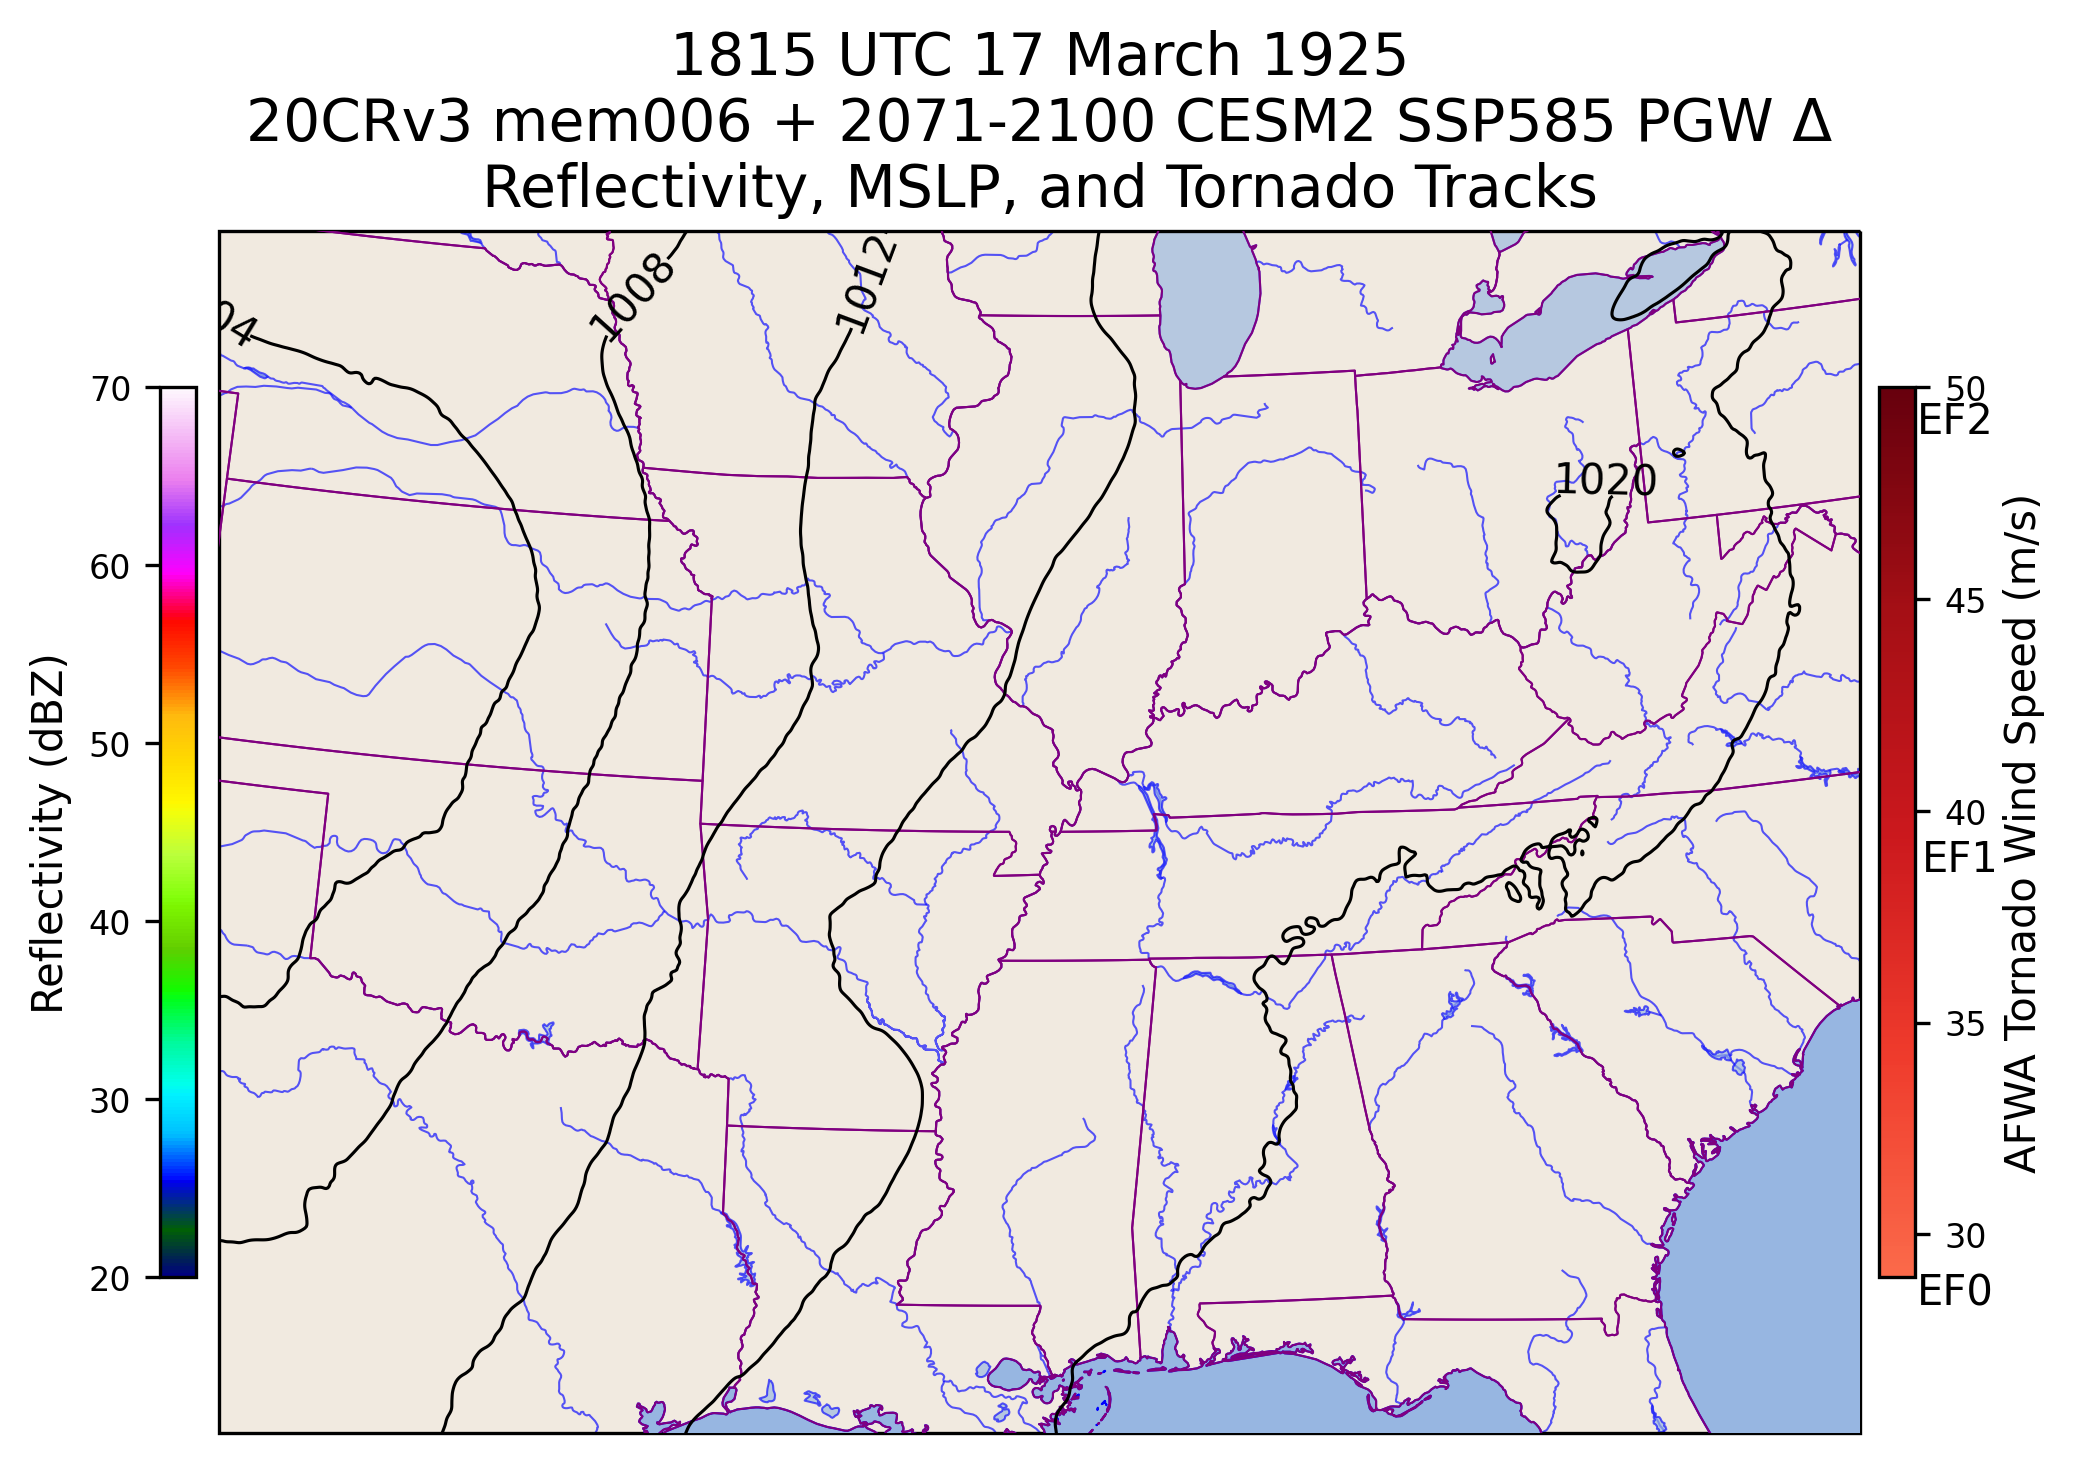 1815 UTC 17 March 1925
20CRv3 mem006 + 2071-2100 CESM2 SSP585 PGW Δ
Reflectivity, MSLP, and Tornado Tracks
04
1008
1012
1020
70
60
50
40
30
20
Reflectivity (dBZ)
50
EF2
45
40
EF1
35
30
EF0
AFWA Tornado Wind Speed (m/s)